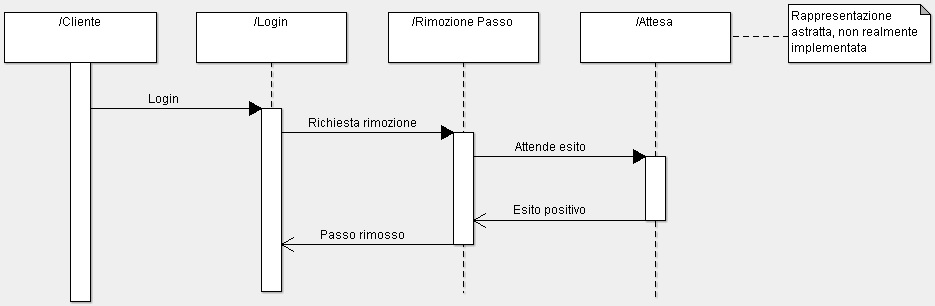 /Cliente
/Login
/Rimozione Passo
/Attesa
Rappresentazione
astratta, non realmente
implementata
Login
Richiesta rimozione
Attende esito
Esito positivo
Passo rimosso